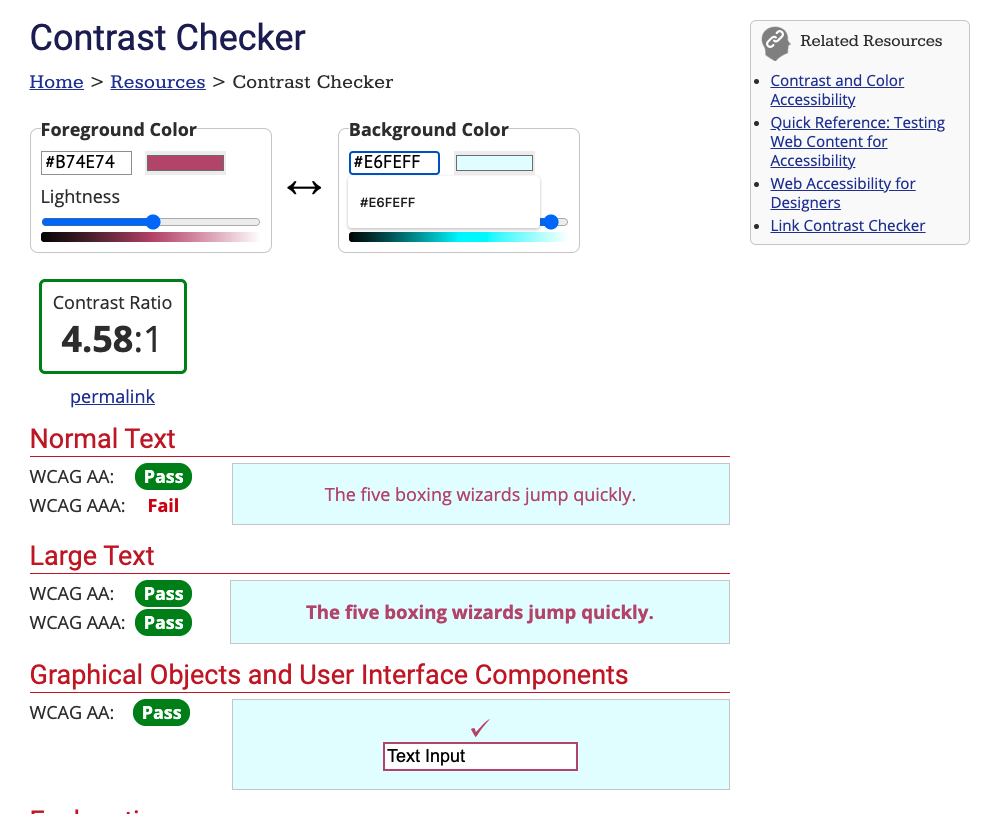 Contrast Checker
Home > Resources > Contrast Checker
Foreground Color
#B74E74
Lightness
Background Color
#E6FEFF
#E6FEFF
Contrast Ratio
4.58:1
permalink
Normal Text
WCAG AA: Pass
WCAG AAA: Fail
The five boxing wizards jump quickly.
Large Text
WCAG AA: Pass
WCAG AAA: Pass
The five boxing wizards jump quickly.
Graphical Objects and User Interface Components
WCAG AA: Pass
✓
Text Input
Related Resources
Contrast and Color
Accessibility
Quick Reference: Testing
Web Content for
Accessibility
Web Accessibility for
Designers
Link Contrast Checker